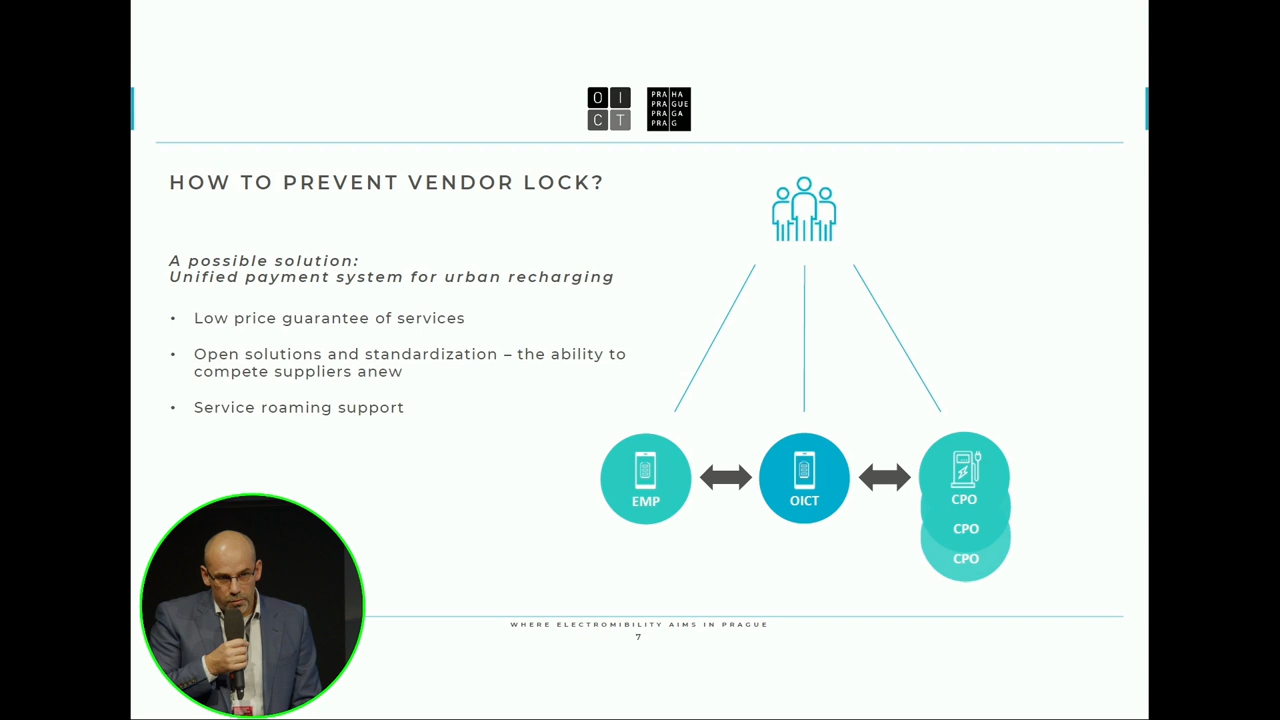 O I
C T
PRA HA
PRA GUE
PRA GA
PRA G
HOW TO PREVENT VENDOR LOCK?
A possible solution:
Unified payment system for urban recharging
• Low price guarantee of services
• Open solutions and standardization – the ability to
compete suppliers anew
• Service roaming support
EMP
OICT
CPO
CPO
CPO
WHERE ELECTROMIBILITY AIMS IN PRAGUE
7